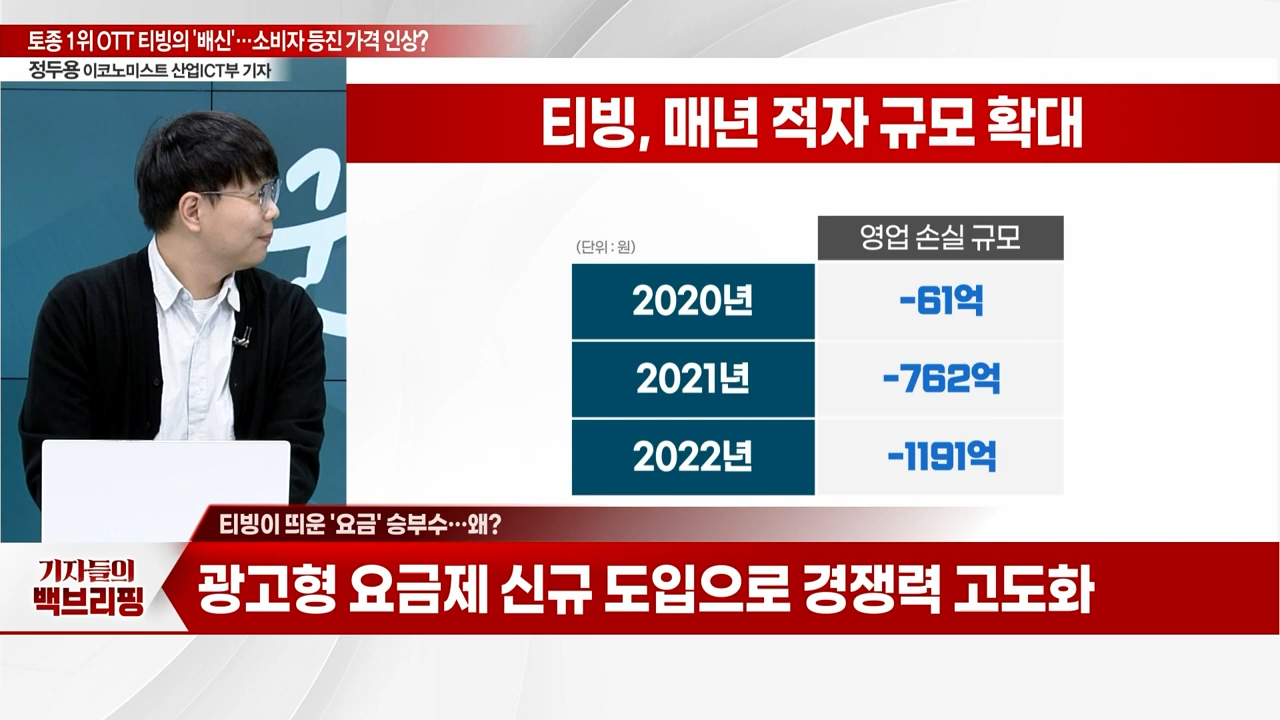 토종 1위 OTT 티빙의 '배신'…소비자 등진 가격 인상?
정두용 이코노미스트 산업ICT부 기자
티빙, 매년 적자 규모 확대
(단위 : 원)
영업 손실 규모
2020년 -61억
2021년 -762억
2022년 -1191억
티빙이 띄운 '요금' 승부수…왜?
기자들의
백브리핑
광고형 요금제 신규 도입으로 경쟁력 고도화